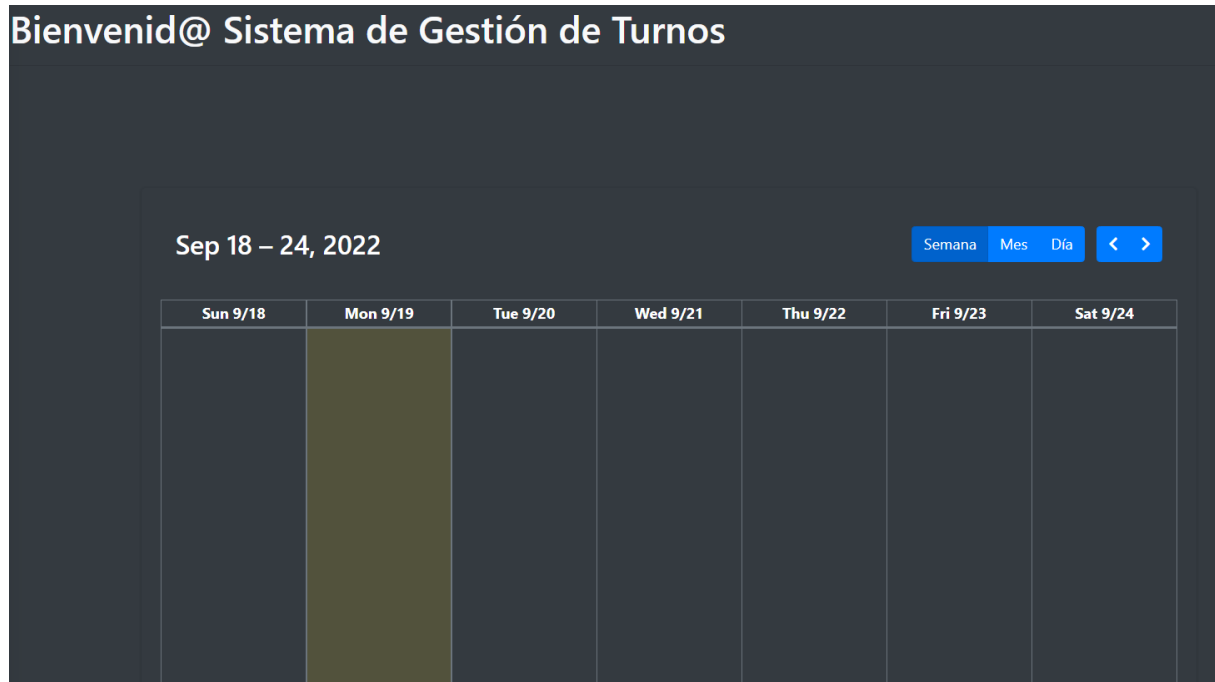 Bienvenid@ Sistema de Gestión de Turnos
Sep 18 – 24, 2022
Semana Mes Día
Sun 9/18 Mon 9/19 Tue 9/20 Wed 9/21 Thu 9/22 Fri 9/23 Sat 9/24